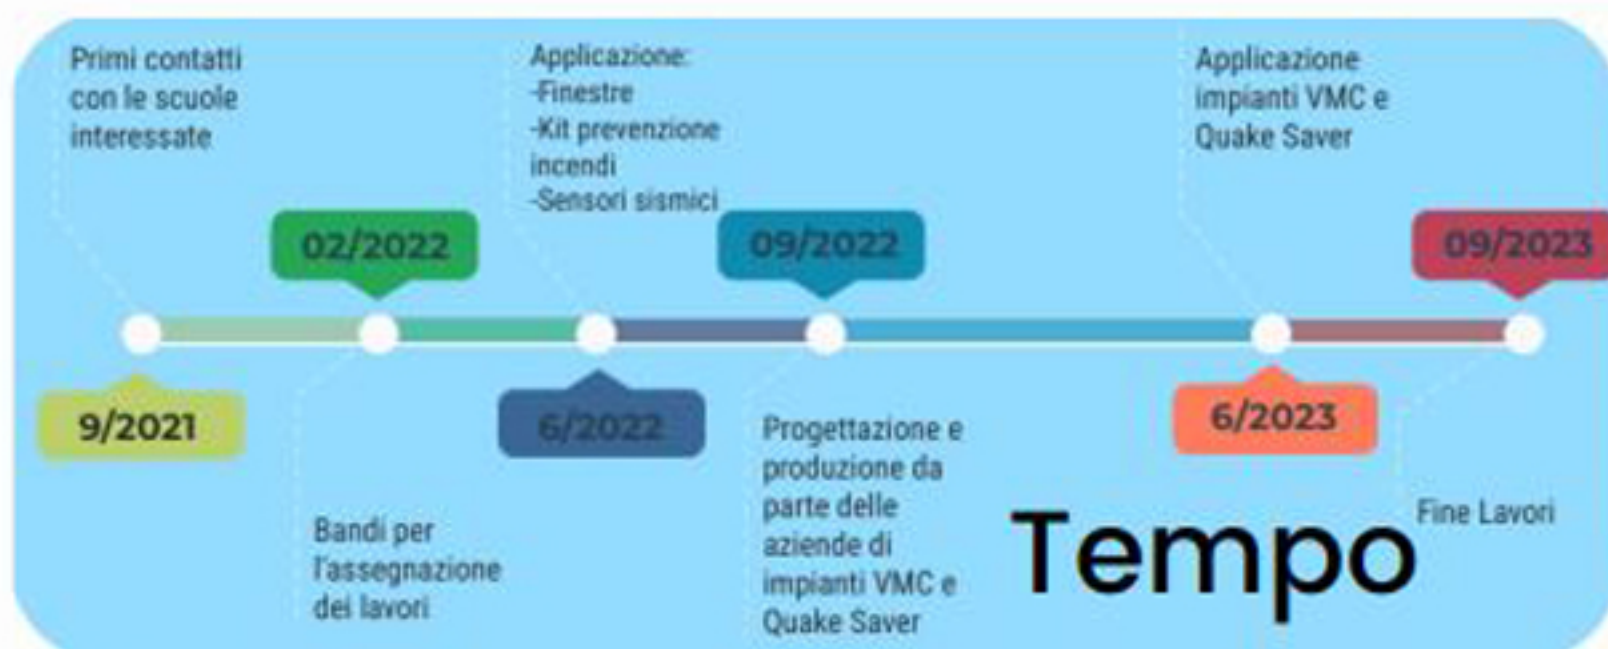 Primi contatti
con le scuole
interessate
9/2021
02/2022
Bandi per
l'assegnazione
dei lavori
Applicazione:
-Finestre
-Kit prevenzione
incendi
-Sensori sismici
6/2022
09/2022
Progettazione e
produzione da
parte delle
aziende di
impianti VMC e
Quake Saver
Applicazione
impianti VMC e
Quake Saver
6/2023
09/2023
Fine Lavori
Tempo